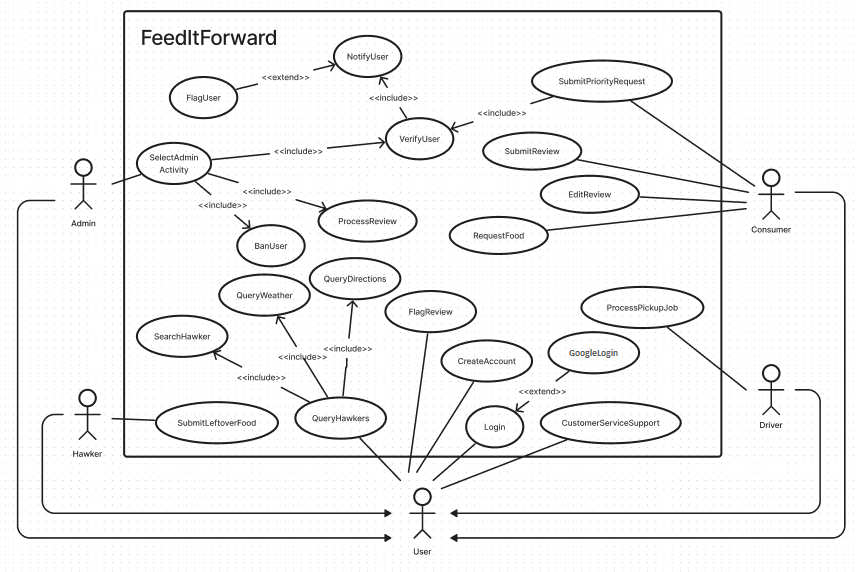 FeedItForward
NotifyUser
<<extend>>
FlagUser
SubmitPriorityRequest
<<include>>
<<include>>
VerifyUser
SelectAdmin
Activity
<<include>>
SubmitReview
<<include>>
<<include>>
EditReview
Admin
ProcessReview
Consumer
BanUser
RequestFood
QueryDirections
QueryWeather
FlagReview
ProcessPickupJob
SearchHawker
<<include>>
<<include>>
CreateAccount
GoogleLogin
<<include>>
<<extend>>
QueryHawkers
SubmitLeftoverFood
Login
CustomerServiceSupport
Driver
Hawker
User